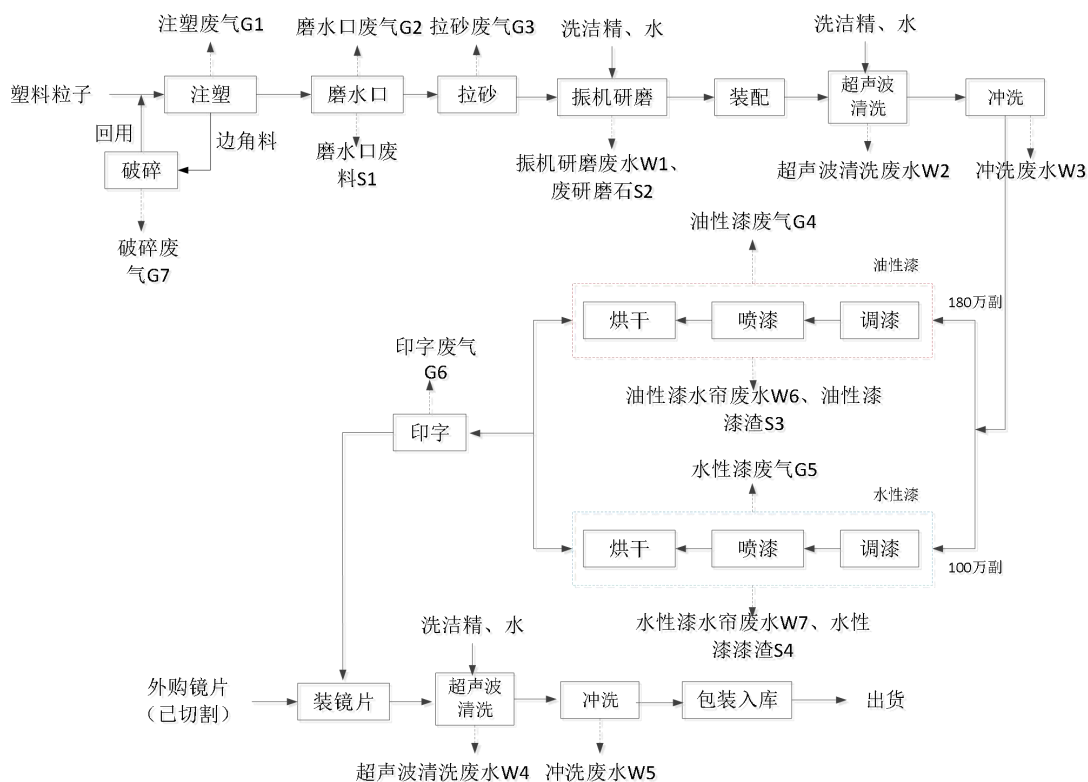 注塑废气G1
磨水口废气G2
拉砂废气G3
洗洁精、水
洗洁精、水
塑料粒子
注塑
磨水口
拉砂
振机研磨
装配
超声波
清洗
冲洗
回用
边角料
破碎
磨水口废
料S1
振机研磨废水W1、
废研磨石S2
超声波清洗废水W2
冲洗废水W3
破碎废
气G7
油性漆废气G4
油性漆
180万副
烘干
喷漆
调漆
印字废气
G6
油性漆水帘废水W6、油性漆
漆渣S3
印字
水性漆废气G5
水性漆
烘干
喷漆
调漆
100万副
水性漆水帘废水W7、水性
漆漆渣S4
洗洁精、水
外购镜片
（已切割）
装镜片
超声波
清洗
冲洗
包装入库
出货
超声波清洗废水W4
冲洗废水W5